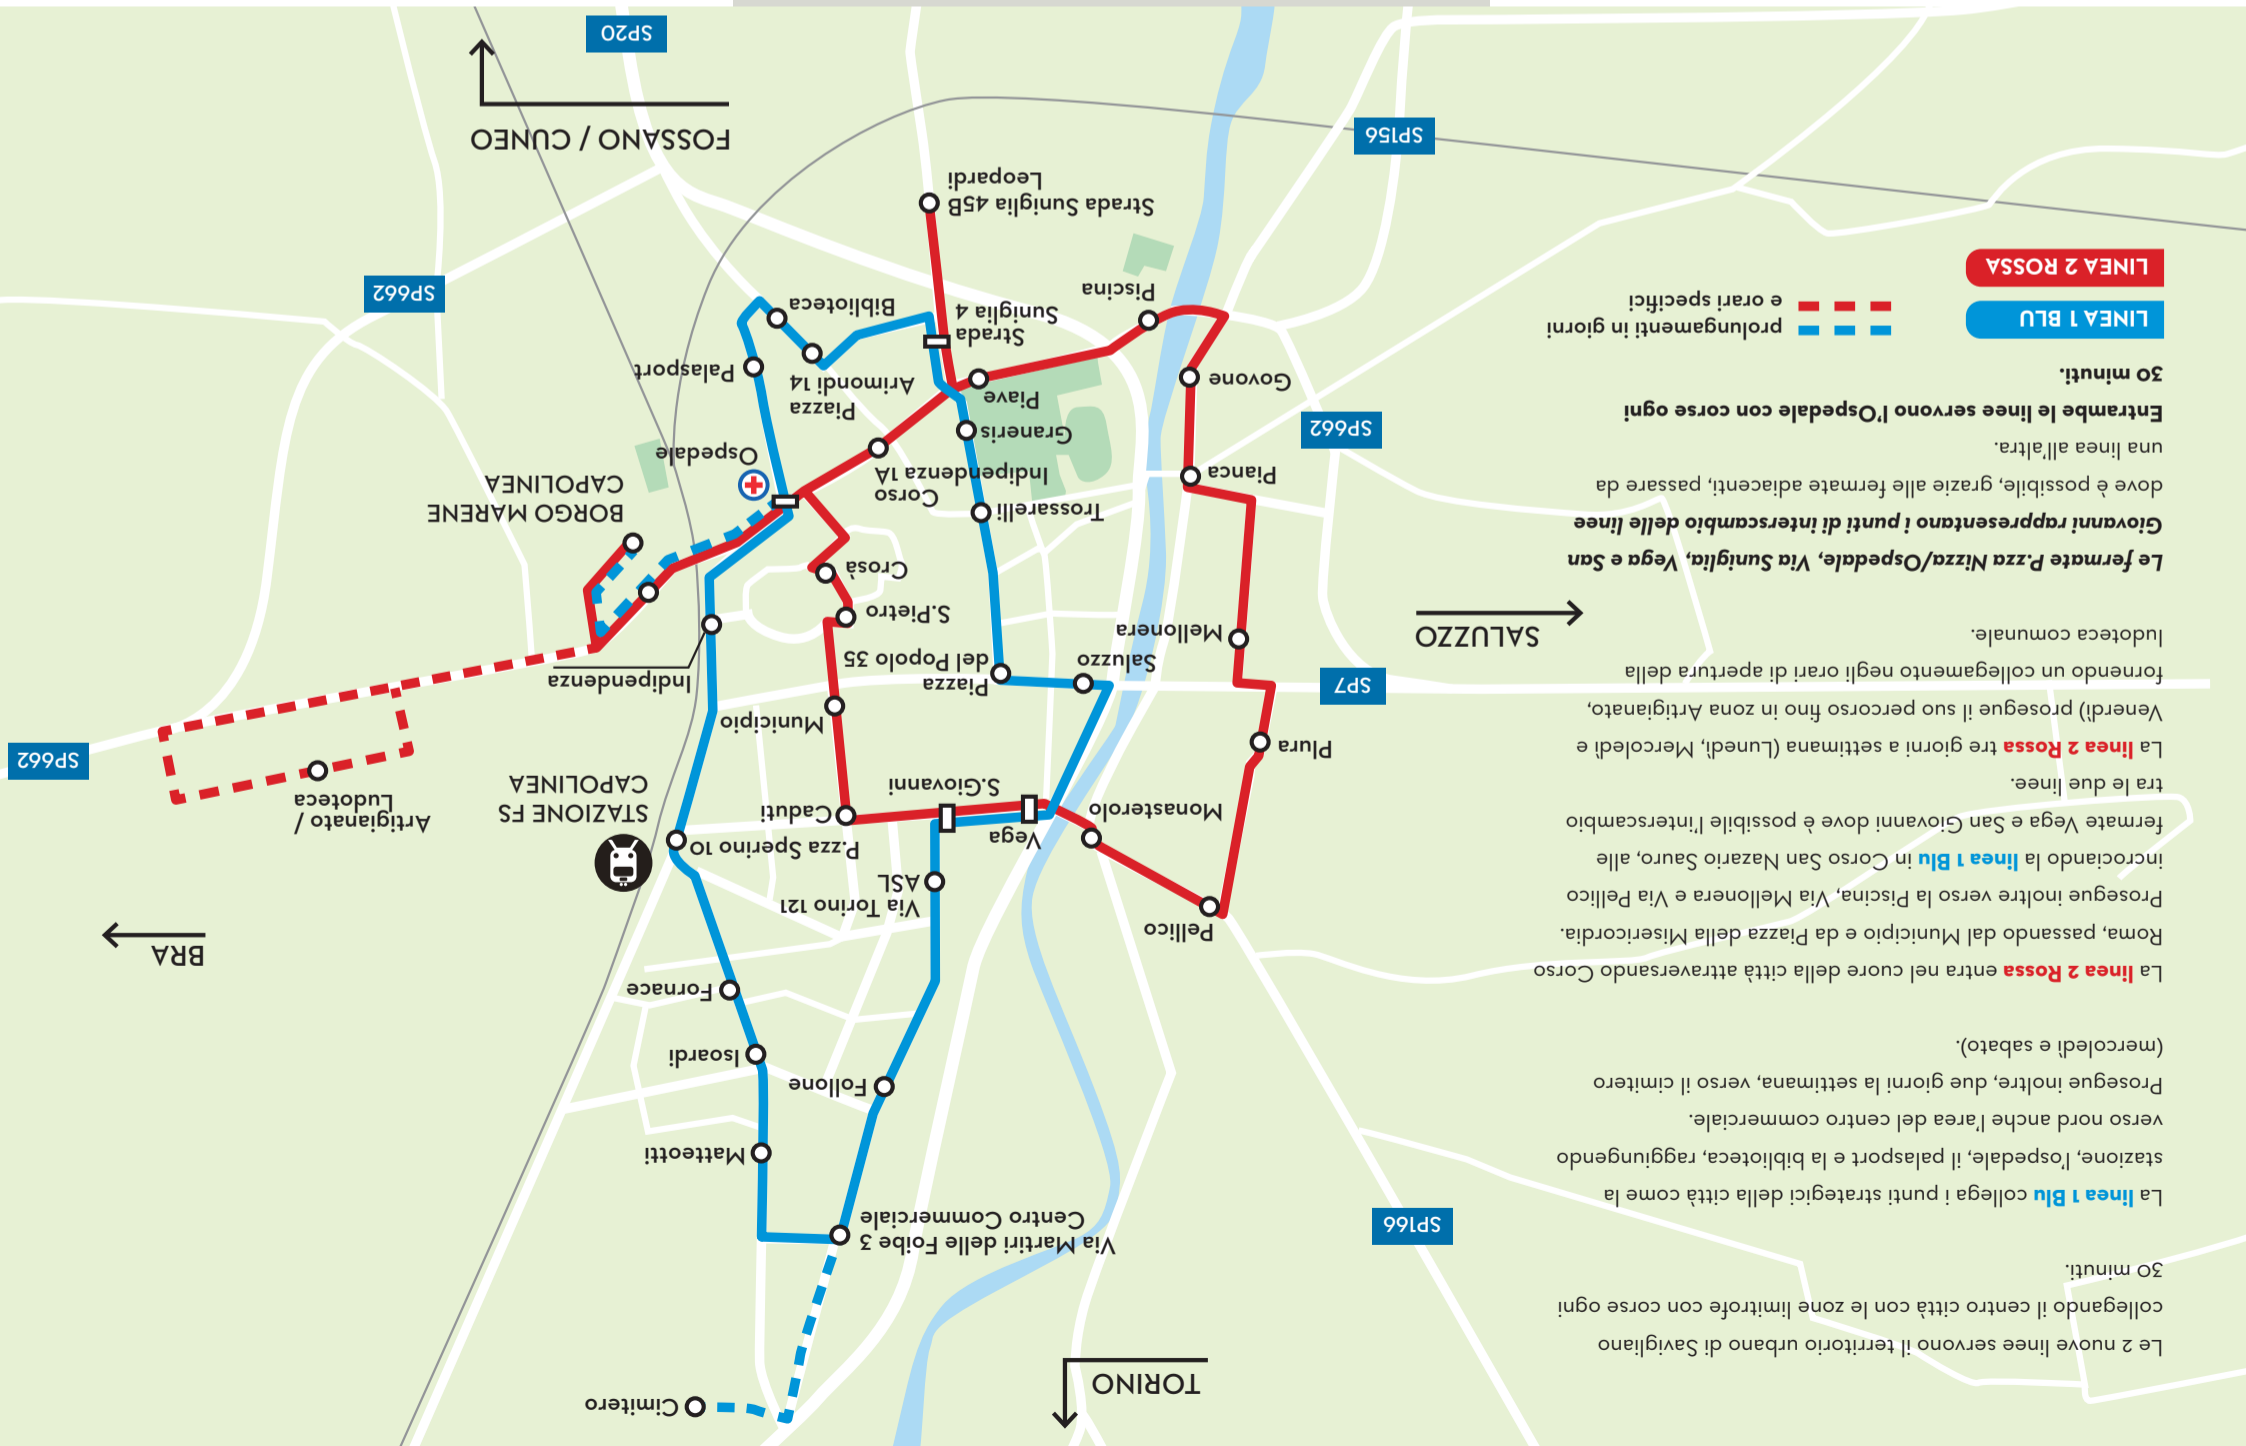 Le 2 nuove linee servono il territorio urbano di Savigliano
collegando il centro città con le zone limitrofe con corse ogni
30 minuti.
La linea 1 Blu collega i punti strategici della città come la
stazione, l'ospedale, il palasport e la biblioteca, raggiungendo
verso nord anche l'area del centro commerciale.
Prosegue inoltre, due giorni la settimana, verso il cimitero
(mercoledì e sabato).
La linea 2 Rossa entra nel cuore della città attraversando Corso
Roma, passando dal Municipio e da Piazza della Misericordia.
Prosegue inoltre verso la Piscina, Via Mellonera e Via Pellico
incrociando la linea 1 Blu in Corso San Nazario Sauro, alle
fermate Vega e San Giovanni dove è possibile l'interscambio
tra le due linee.
La linea 2 Rossa tre giorni a settimana (Lunedì, Mercoledì e
Venerdì) prosegue il suo percorso fino in zona Artigianato,
fornendo un collegamento negli orari di apertura della
ludoteca comunale.
Le fermate P.zza Nizza/Ospedale, Via Suniglia, Vega e San
Giovanni rappresentano i punti di interscambio delle linee
dove è possibile, grazie alle fermate adiacenti, passare da
una linea all'altra.
Entrambe le linee servono l'Ospedale con corse ogni
30 minuti.
LINEA 1 BLU
LINEA 2 ROSSA
prolungamenti in giorni
e orari specifici
TORINO
Cimitero
SP166
Via Martiri delle Foibe 3
Centro Commerciale
Matteotti
Follone
Isoardi
Fornace
BRA
Pellico
Via Torino 121
ASL
P.zza Sperino 10
STAZIONE FS
CAPOLINEA
Vega
S.Giovanni
Monasterolo
Caduti
Artigianato /
Ludoteca
SP662
Plura
Municipio
SP7
Piazza
del Popolo 35
Saluzzo
Indipendenza
Mellonera
SALUZZO
S.Pietro
Crosà
BORGO MARENE
CAPOLINEA
Trossarelli
Corso
Indipendenza 1A
Pianca
Ospedale
Graneris
SP662
Piave
Piazza
Arimondi 14
Govone
Palasport
Strada
Suniglia 4
Biblioteca
Piscina
SP662
Strada Suniglia 45B
Leopardi
SP156
FOSSANO / CUNEO
SP20